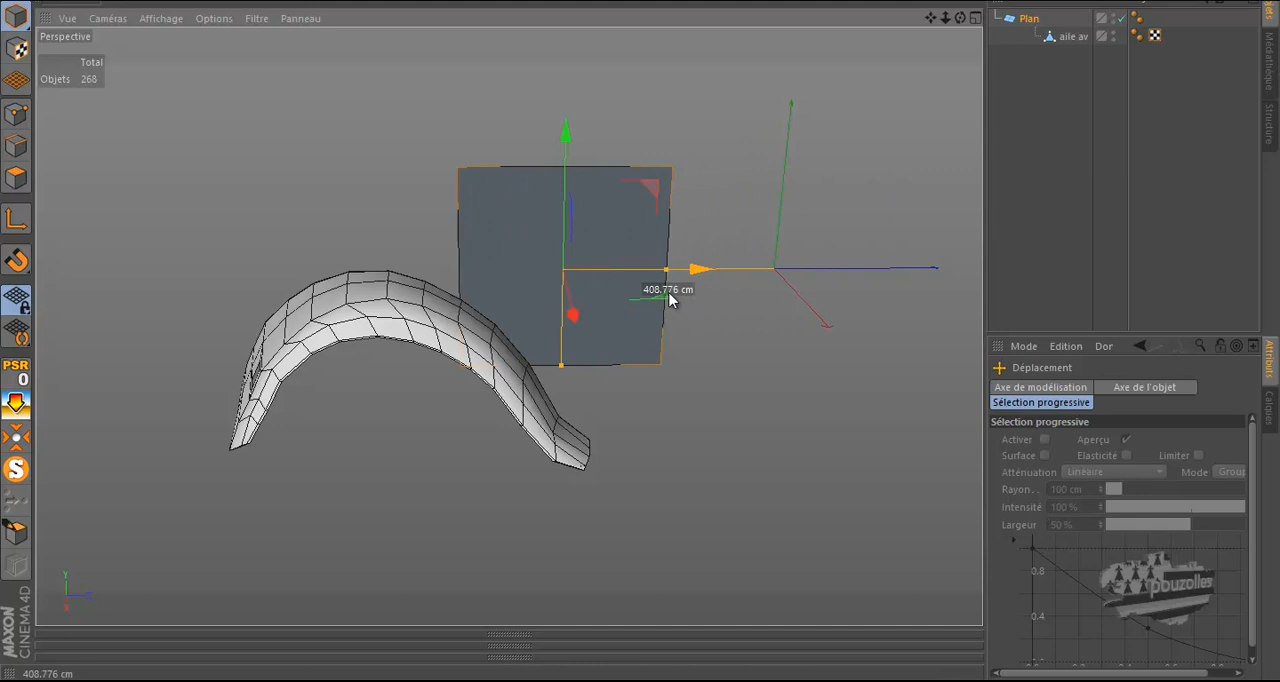 Vue Caméras Affichage Options Filtre Panneau
Perspective
Total
Objets 268
408.776 cm
PSR
0
S
Y
Z
X
MAXON
CINEMA 4D
408.776 cm
Plan
aile av
Médiathèque
Structure
Mode Edition Dor
Déplacement
Axe de modélisation Axe de l'objet
Sélection progressive
Sélection progressive
Activer Aperçu
Surface Elasticité Limiter
Atténuation Linéaire Mode Group
Rayon.. 100 cm
Intensité 100 %
Largeur 50 %
0.8
0.4
pouzolles
Attributs
Calques